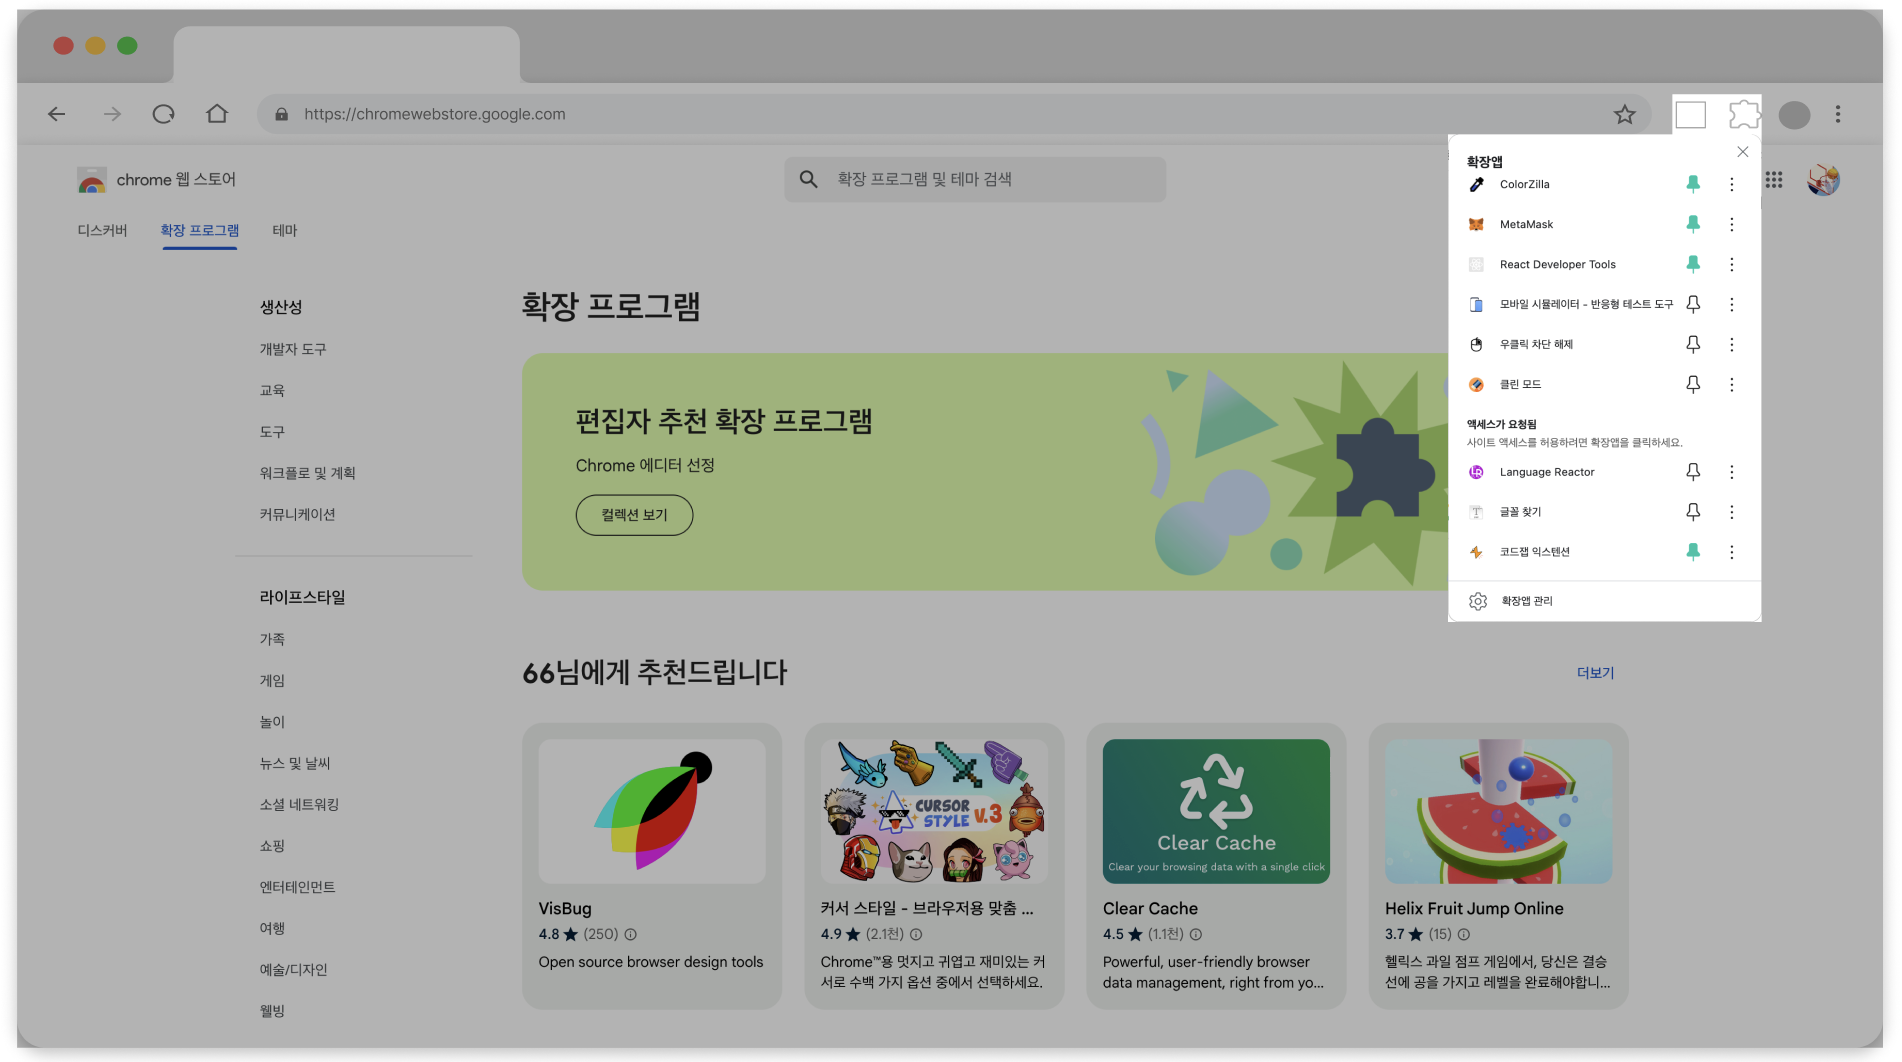 https://chromewebstore.google.com
chrome 웹 스토어
확장 프로그램 및 테마 검색
디스커버
확장 프로그램
테마
생산성
개발자 도구
교육
도구
워크플로 및 계획
커뮤니케이션
라이프스타일
가족
게임
놀이
뉴스 및 날씨
소셜 네트워킹
쇼핑
엔터테인먼트
여행
예술/디자인
웰빙
확장 프로그램
편집자 추천 확장 프로그램
Chrome 에디터 선정
컬렉션 보기
확장앱
ColorZilla
MetaMask
React Developer Tools
모바일 시뮬레이터 - 반응형 테스트 도구
우클릭 차단 해제
클린 모드
액세스가 요청됨
사이트 액세스를 허용하려면 확장앱을 클릭하세요.
LR
Language Reactor
T
글꼴 찾기
코드잽 익스텐션
확장앱 관리
66님에게 추천드립니다
더보기
VisBug
4.8 ★ (250)
Open source browser design tools
CURSOR
STYLE V.3
커서 스타일 - 브라우저용 맞춤 ...
4.9 ★ (2.1천)
Chrome™용 멋지고 귀엽고 재미있는 커
서로 수백 가지 옵션 중에서 선택하세요.
Clear Cache
Clear your browsing data with a single click
Clear Cache
4.5 ★ (1.1천)
Powerful, user-friendly browser
data management, right from yo...
Helix Fruit Jump Online
3.7 ★ (15)
헬릭스 과일 점프 게임에서, 당신은 결승
선에 공을 가지고 레벨을 완료해야합니...